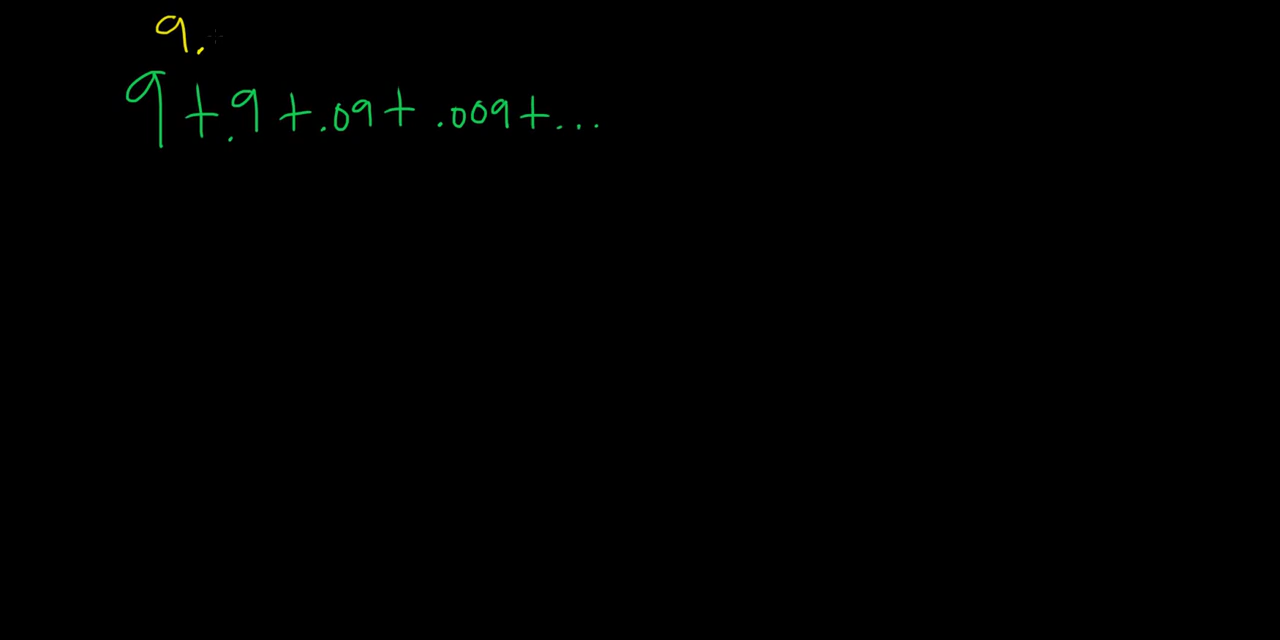 9.
9 + .9 + .09 + .009 + ...